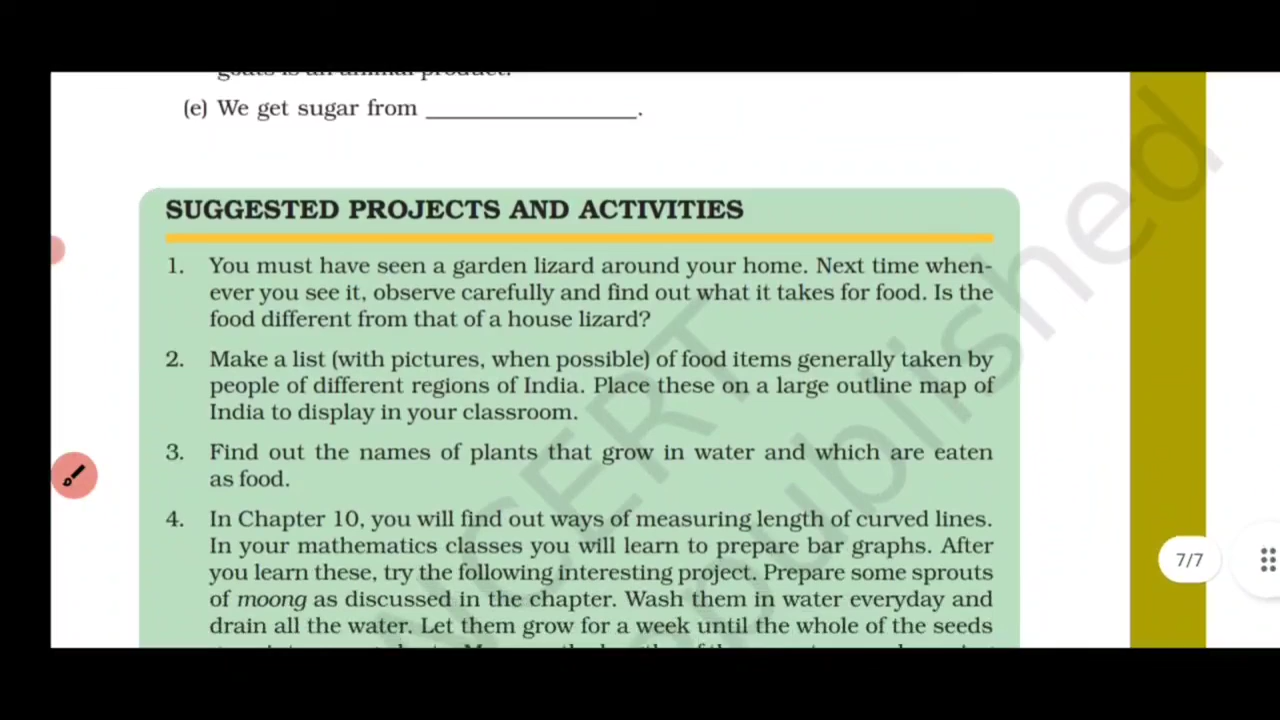 goats is an animal product.
(e) We get sugar from ____________________.
SUGGESTED PROJECTS AND ACTIVITIES
1. You must have seen a garden lizard around your home. Next time when-
ever you see it, observe carefully and find out what it takes for food. Is the
food different from that of a house lizard?
2. Make a list (with pictures, when possible) of food items generally taken by
people of different regions of India. Place these on a large outline map of
India to display in your classroom.
3. Find out the names of plants that grow in water and which are eaten
as food.
4. In Chapter 10, you will find out ways of measuring length of curved lines.
In your mathematics classes you will learn to prepare bar graphs. After
you learn these, try the following interesting project. Prepare some sprouts
of moong as discussed in the chapter. Wash them in water everyday and
drain all the water. Let them grow for a week until the whole of the seeds
7/7
NCERT
republished